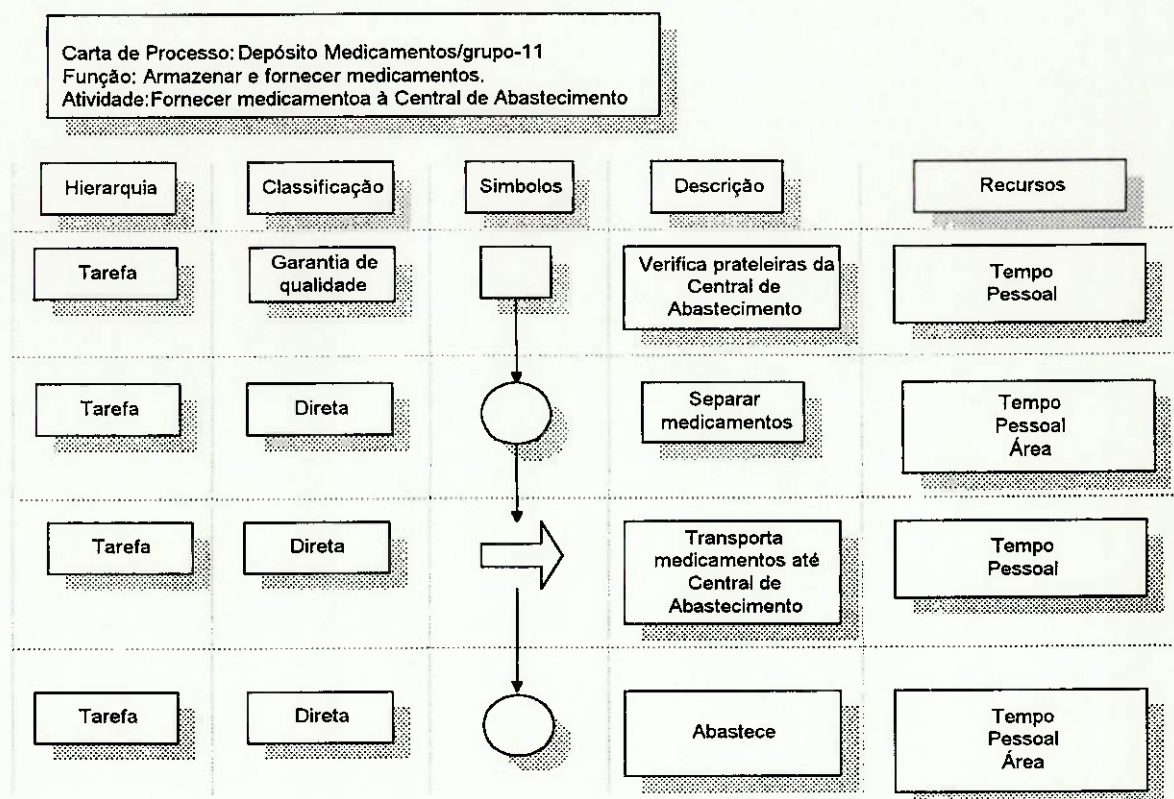 Carta de Processo: Depósito Medicamentos/grupo-11
Função: Armazenar e fornecer medicamentos.
Atividade:Fornecer medicamentoa à Central de Abastecimento
Hierarquia
Classificação
Simbolos
Descrição
Recursos
Tarefa
Garantia de
qualidade
Verifica prateleiras da
Central de
Abastecimento
Tempo
Pessoal
Tarefa
Direta
Separar
medicamentos
Tempo
Pessoal
Área
Tarefa
Direta
Transporta
medicamentos até
Central de
Abastecimento
Tempo
Pessoal
Tarefa
Direta
Abastece
Tempo
Pessoal
Área